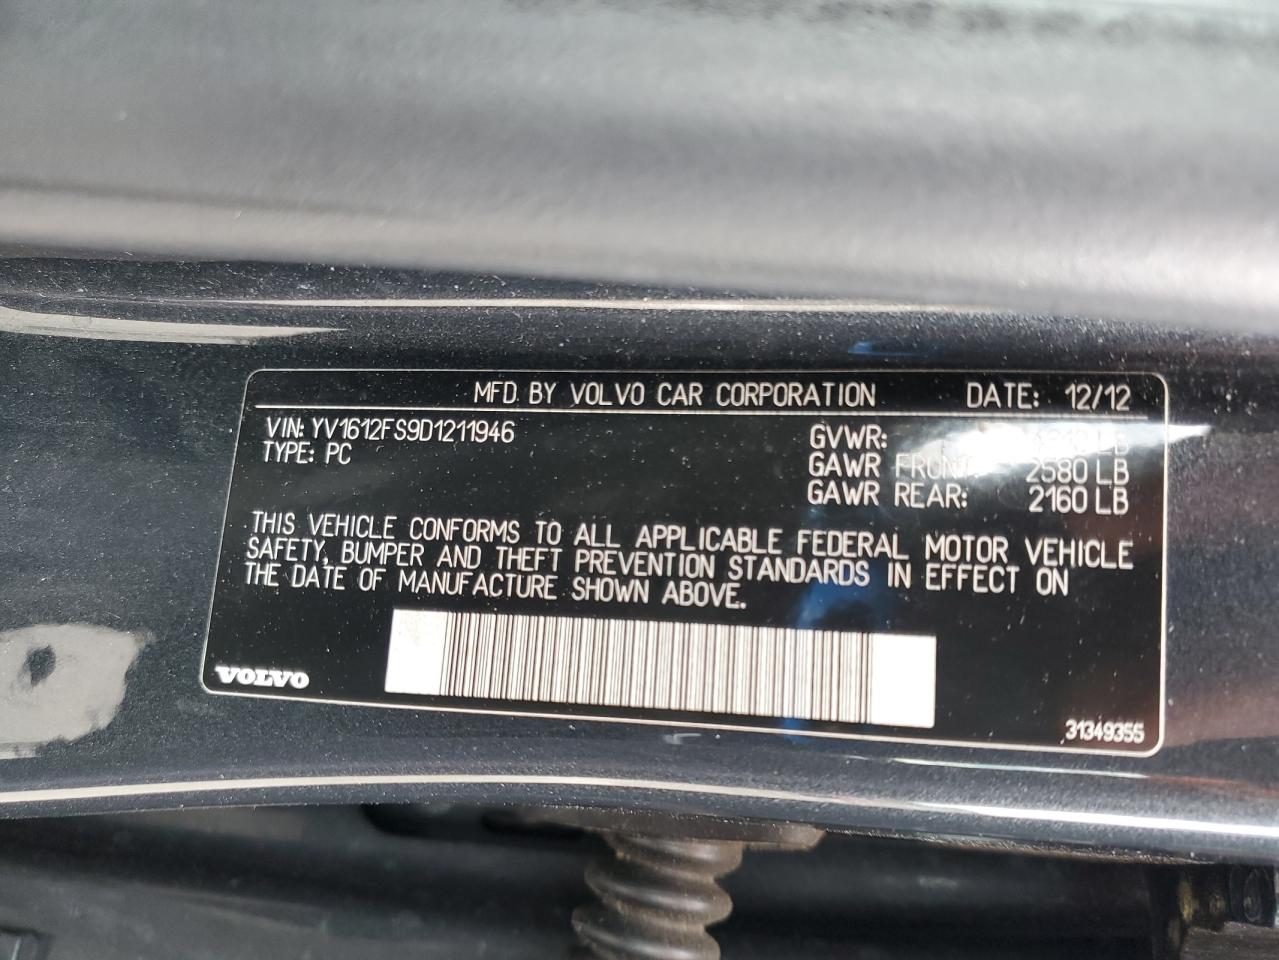 MFD. BY VOLVO CAR CORPORATION DATE: 12/12
VIN: YV1612FS9D1211946 GVWR: LB
TYPE: PC GAWR FRONT: 2580 LB
GAWR REAR: 2160 LB
THIS VEHICLE CONFORMS TO ALL APPLICABLE FEDERAL MOTOR VEHICLE
SAFETY, BUMPER AND THEFT PREVENTION STANDARDS IN EFFECT ON
THE DATE OF MANUFACTURE SHOWN ABOVE.
VOLVO
31349355